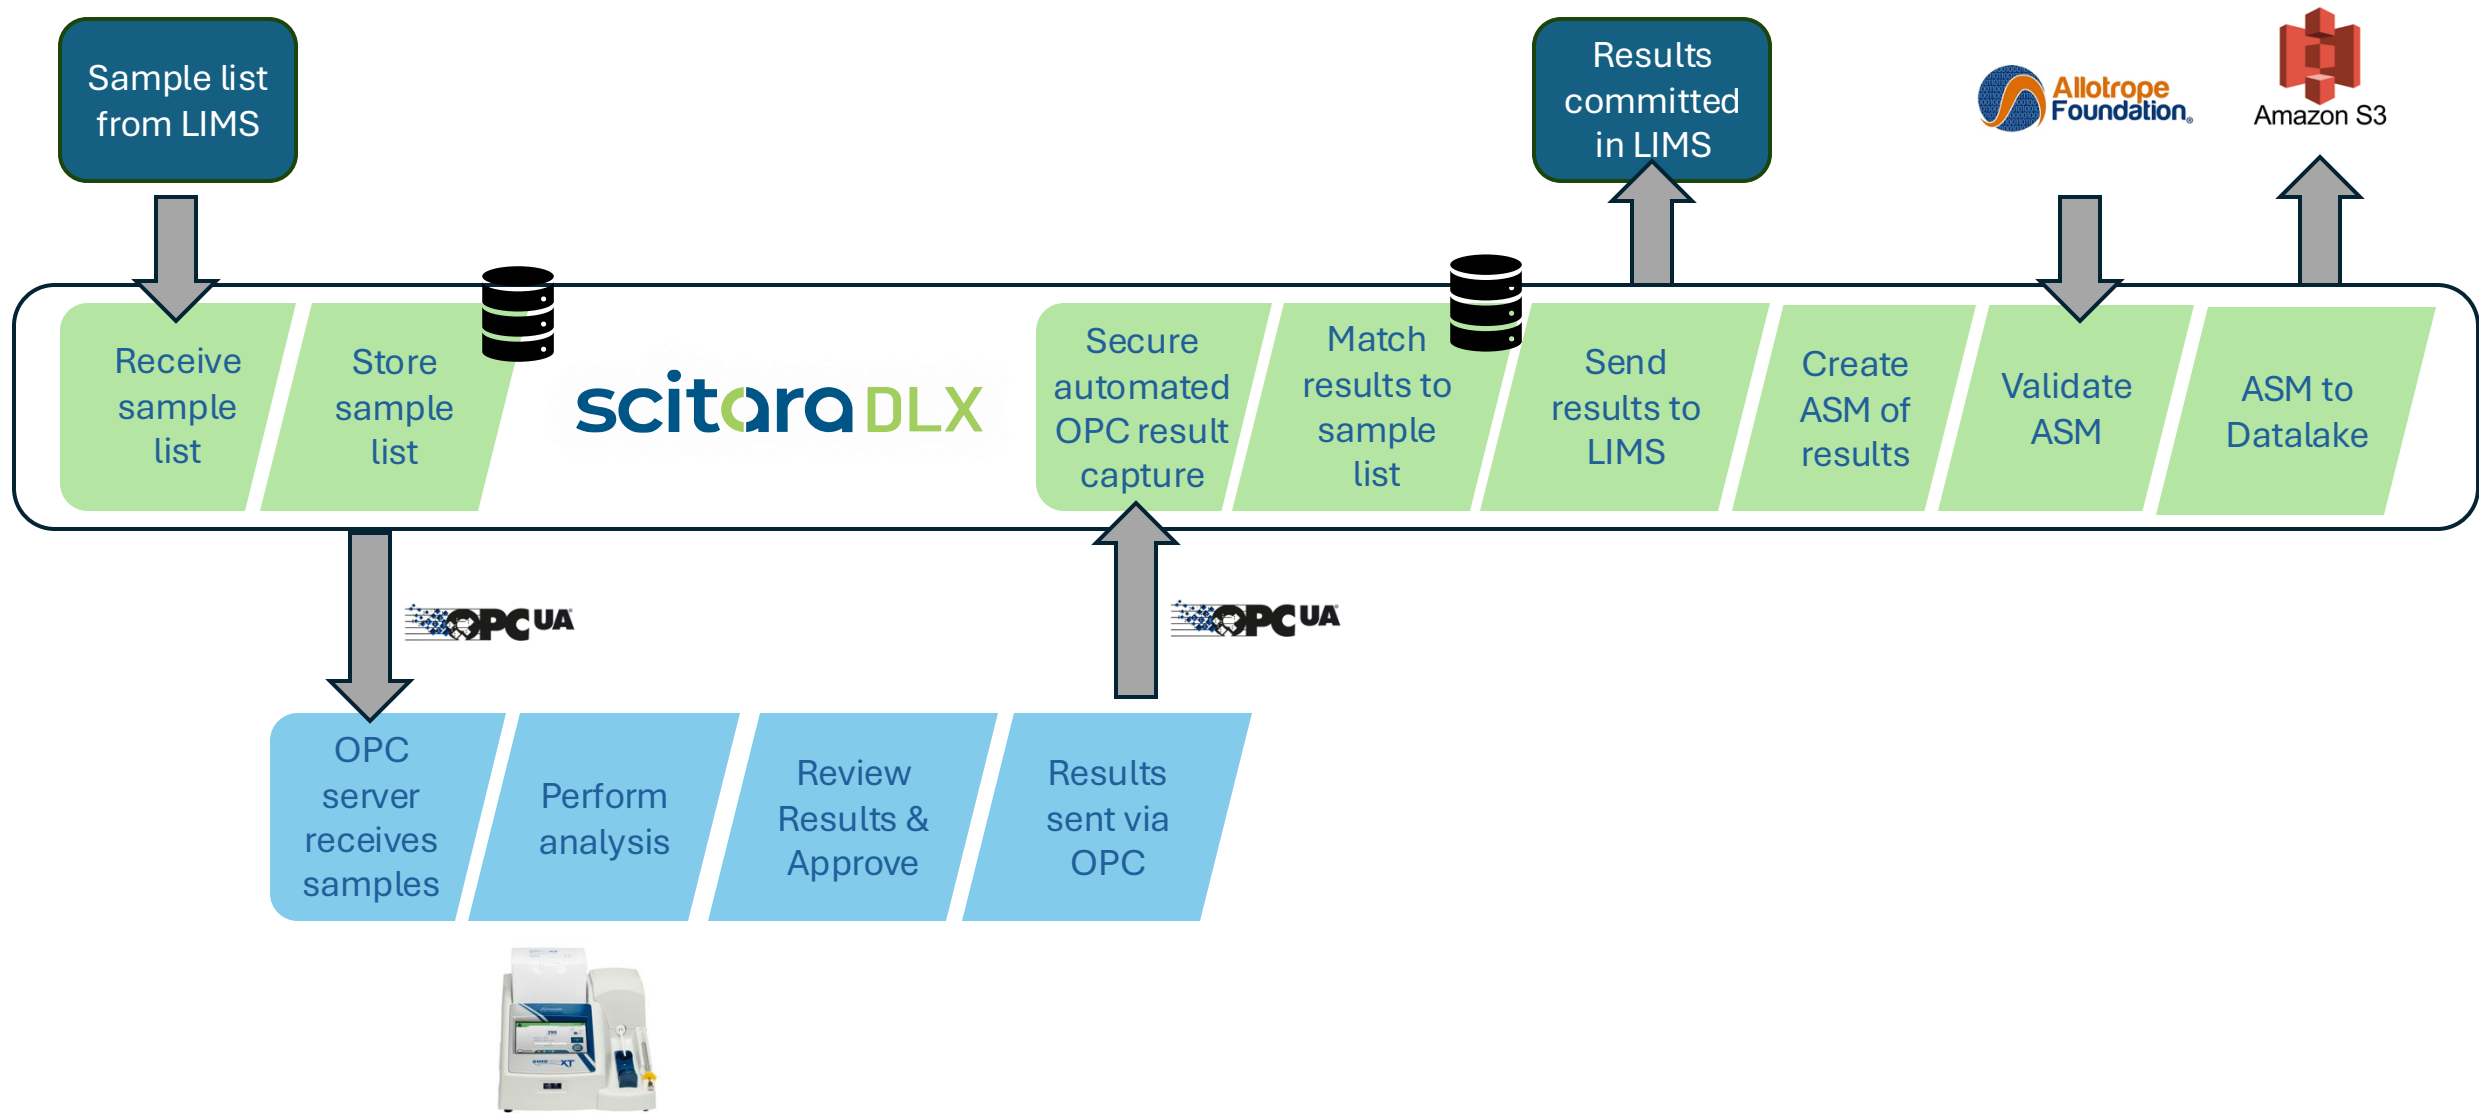 Sample list
from LIMS
Results
committed
in LIMS
Allotrope
Foundation®
Amazon S3
Receive
sample
list
Store
sample
list
scitara DLX
Secure
automated
OPC result
capture
Match
results to
sample
list
Send
results to
LIMS
Create
ASM of
results
Validate
ASM
ASM to
Datalake
OPC UA
OPC UA
OPC
server
receives
samples
Perform
analysis
Review
Results &
Approve
Results
sent via
OPC
XT